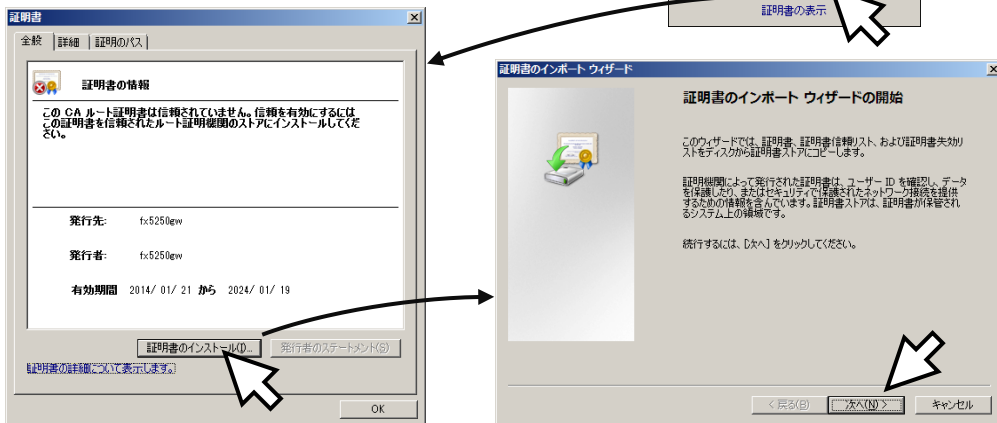 証明書の表示
証明書
全般
詳細
証明のパス
証明書の情報
この CA ルート証明書は信頼されていません。信頼を有効にするには
この証明書を信頼されたルート証明機関のストアにインストールしてくだ
さい。
発行先: fx5250gw
発行者: fx5250gw
有効期間 2014/ 01/ 21 から 2024/ 01/ 19
証明書のインストール(I)...
発行者のステートメント(S)
証明書の詳細について表示します。
OK
証明書のインポート ウィザード
証明書のインポート ウィザードの開始
このウィザードでは、証明書、証明書信頼リスト、および証明書失効リ
ストをディスクから証明書ストアにコピーします。
証明機関によって発行された証明書は、ユーザー ID を確認し、データ
を保護したり、またはセキュリティで保護されたネットワーク接続を提供
するための情報を含んでいます。証明書ストアは、証明書が保管され
るシステム上の領域です。
続行するには、[次へ] をクリックしてください。
< 戻る(B)
次へ(N) >
キャンセル